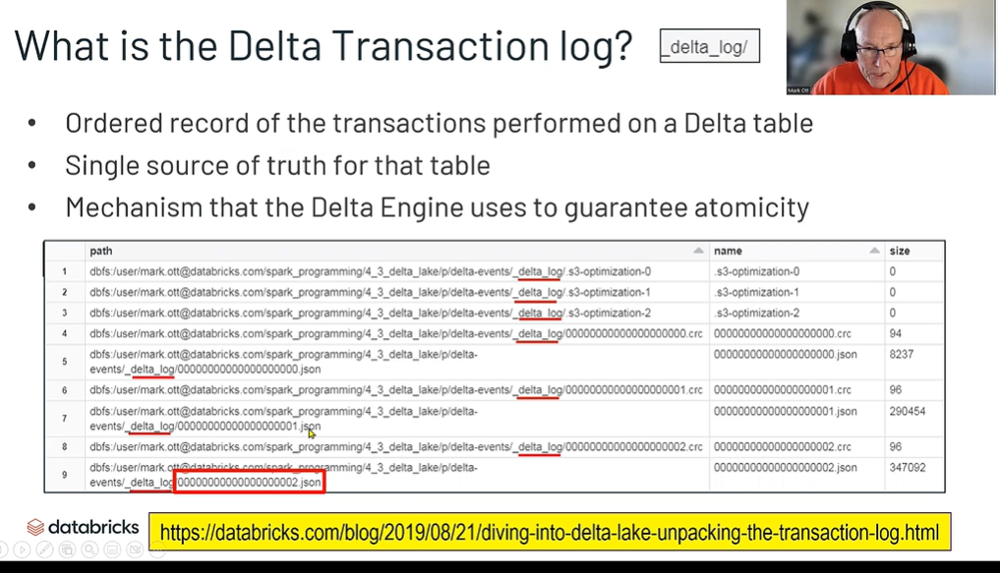 What is the Delta Transaction log?
_delta_log/
Mark Ott
• Ordered record of the transactions performed on a Delta table
• Single source of truth for that table
• Mechanism that the Delta Engine uses to guarantee atomicity
path name size
1 dbfs:/user/mark.ott@databricks.com/spark_programming/4_3_delta_lake/p/delta-events/_delta_log/.s3-optimization-0 .s3-optimization-0 0
2 dbfs:/user/mark.ott@databricks.com/spark_programming/4_3_delta_lake/p/delta-events/_delta_log/.s3-optimization-1 .s3-optimization-1 0
3 dbfs:/user/mark.ott@databricks.com/spark_programming/4_3_delta_lake/p/delta-events/_delta_log/.s3-optimization-2 .s3-optimization-2 0
4 dbfs:/user/mark.ott@databricks.com/spark_programming/4_3_delta_lake/p/delta-events/_delta_log/00000000000000000000.crc 00000000000000000000.crc 94
5 dbfs:/user/mark.ott@databricks.com/spark_programming/4_3_delta_lake/p/delta- 00000000000000000000.json 8237
events/_delta_log/00000000000000000000.json
6 dbfs:/user/mark.ott@databricks.com/spark_programming/4_3_delta_lake/p/delta-events/_delta_log/00000000000000000001.crc 00000000000000000001.crc 96
7 dbfs:/user/mark.ott@databricks.com/spark_programming/4_3_delta_lake/p/delta- 00000000000000000001.json 290454
events/_delta_log/00000000000000000001.json
8 dbfs:/user/mark.ott@databricks.com/spark_programming/4_3_delta_lake/p/delta-events/_delta_log/00000000000000000002.crc 00000000000000000002.crc 96
9 dbfs:/user/mark.ott@databricks.com/spark_programming/4_3_delta_lake/p/delta- 00000000000000000002.json 347092
events/_delta_log/00000000000000000002.json
databricks
https://databricks.com/blog/2019/08/21/diving-into-delta-lake-unpacking-the-transaction-log.html